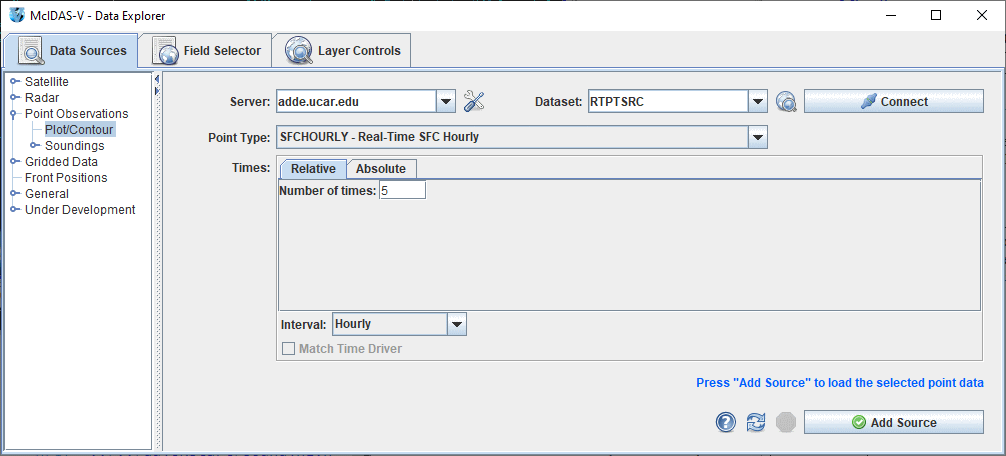 McIDAS-V - Data Explorer
Data Sources Field Selector Layer Controls
Satellite
Radar
Point Observations
Plot/Contour
Soundings
Gridded Data
Front Positions
General
Under Development
Server: adde.ucar.edu Dataset: RTPTSRC Connect
Point Type: SFCHOURLY - Real-Time SFC Hourly
Times: Relative Absolute
Number of times: 5
Interval: Hourly
Match Time Driver
Press "Add Source" to load the selected point data
Add Source